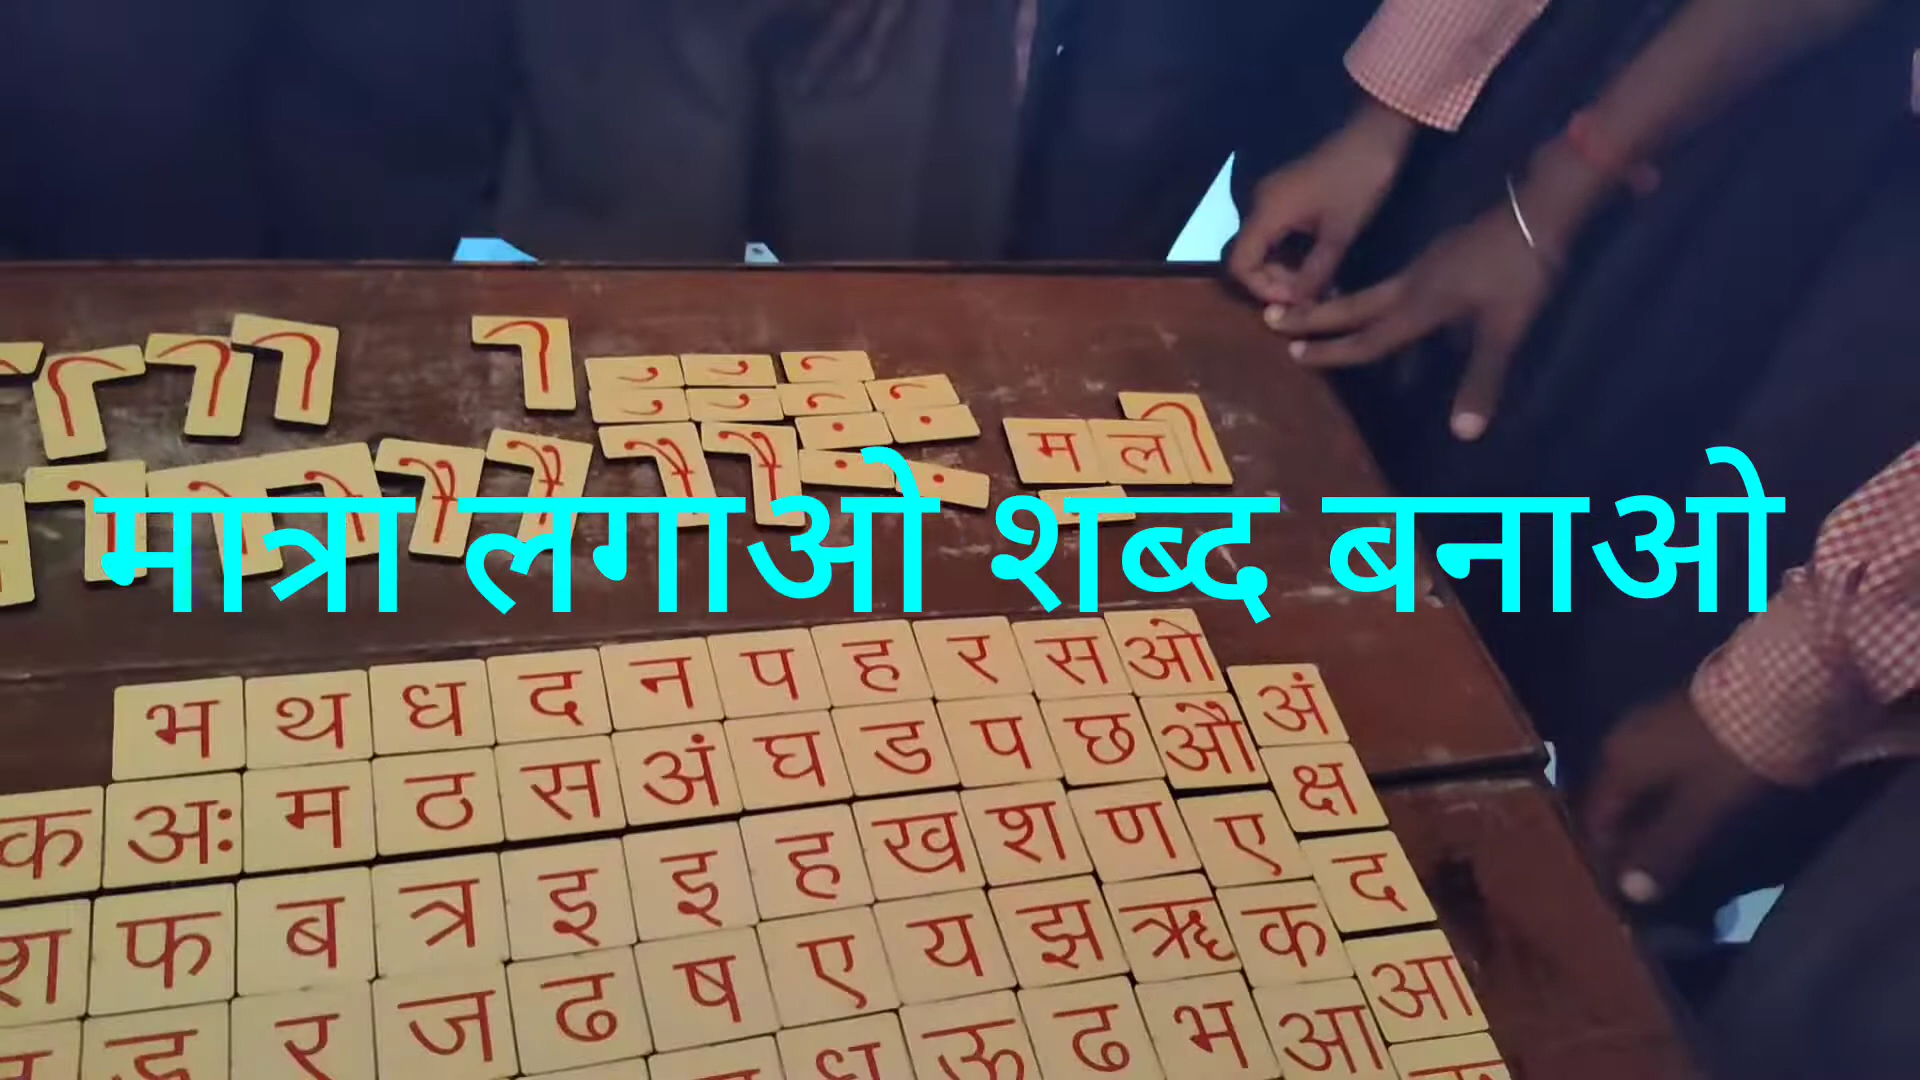 म ली
मात्रा लगाओ शब्द बनाओ
भ थ ध द न प ह र स ओ अं
क अः म ठ स अं घ ड प छ औ क्ष
श फ ब त्र इ इ ह ख श ण ए द
र ज ढ ष ए य झ ऋ क आ
ऊ ढ भ आ